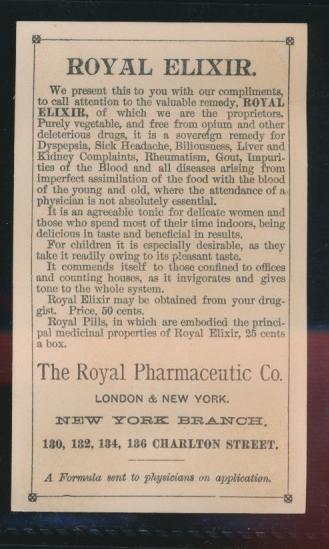 ROYAL ELIXIR.
We present this to you with our compliments,
to call attention to the valuable remedy, ROYAL
ELIXIR, of which we are the proprietors.
Purely vegetable, and free from opium and other
deleterious drugs, it is a sovereign remedy for
Dyspepsia, Sick Headache, Biliousness, Liver and
Kidney Complaints, Rheumatism, Gout, Impuri-
ties of the Blood and all diseases arising from
imperfect assimilation of the food with the blood
of the young and old, where the attendance of a
physician is not absolutely essential.
It is an agreeable tonic for delicate women and
those who spend most of their time indoors, being
delicious in taste and beneficial in results.
For children it is especially desirable, as they
take it readily owing to its pleasant taste.
It commends itself to those confined to offices
and counting houses, as it invigorates and gives
tone to the whole system.
Royal Elixir may be obtained from your drug-
gist. Price, 50 cents.
Royal Pills, in which are embodied the princi-
pal medicinal properties of Royal Elixir, 25 cents
a box.
The Royal Pharmaceutic Co.
LONDON & NEW YORK.
NEW YORK BRANCH,
130, 132, 134, 136 CHARLTON STREET.
A Formula sent to physicians on application.